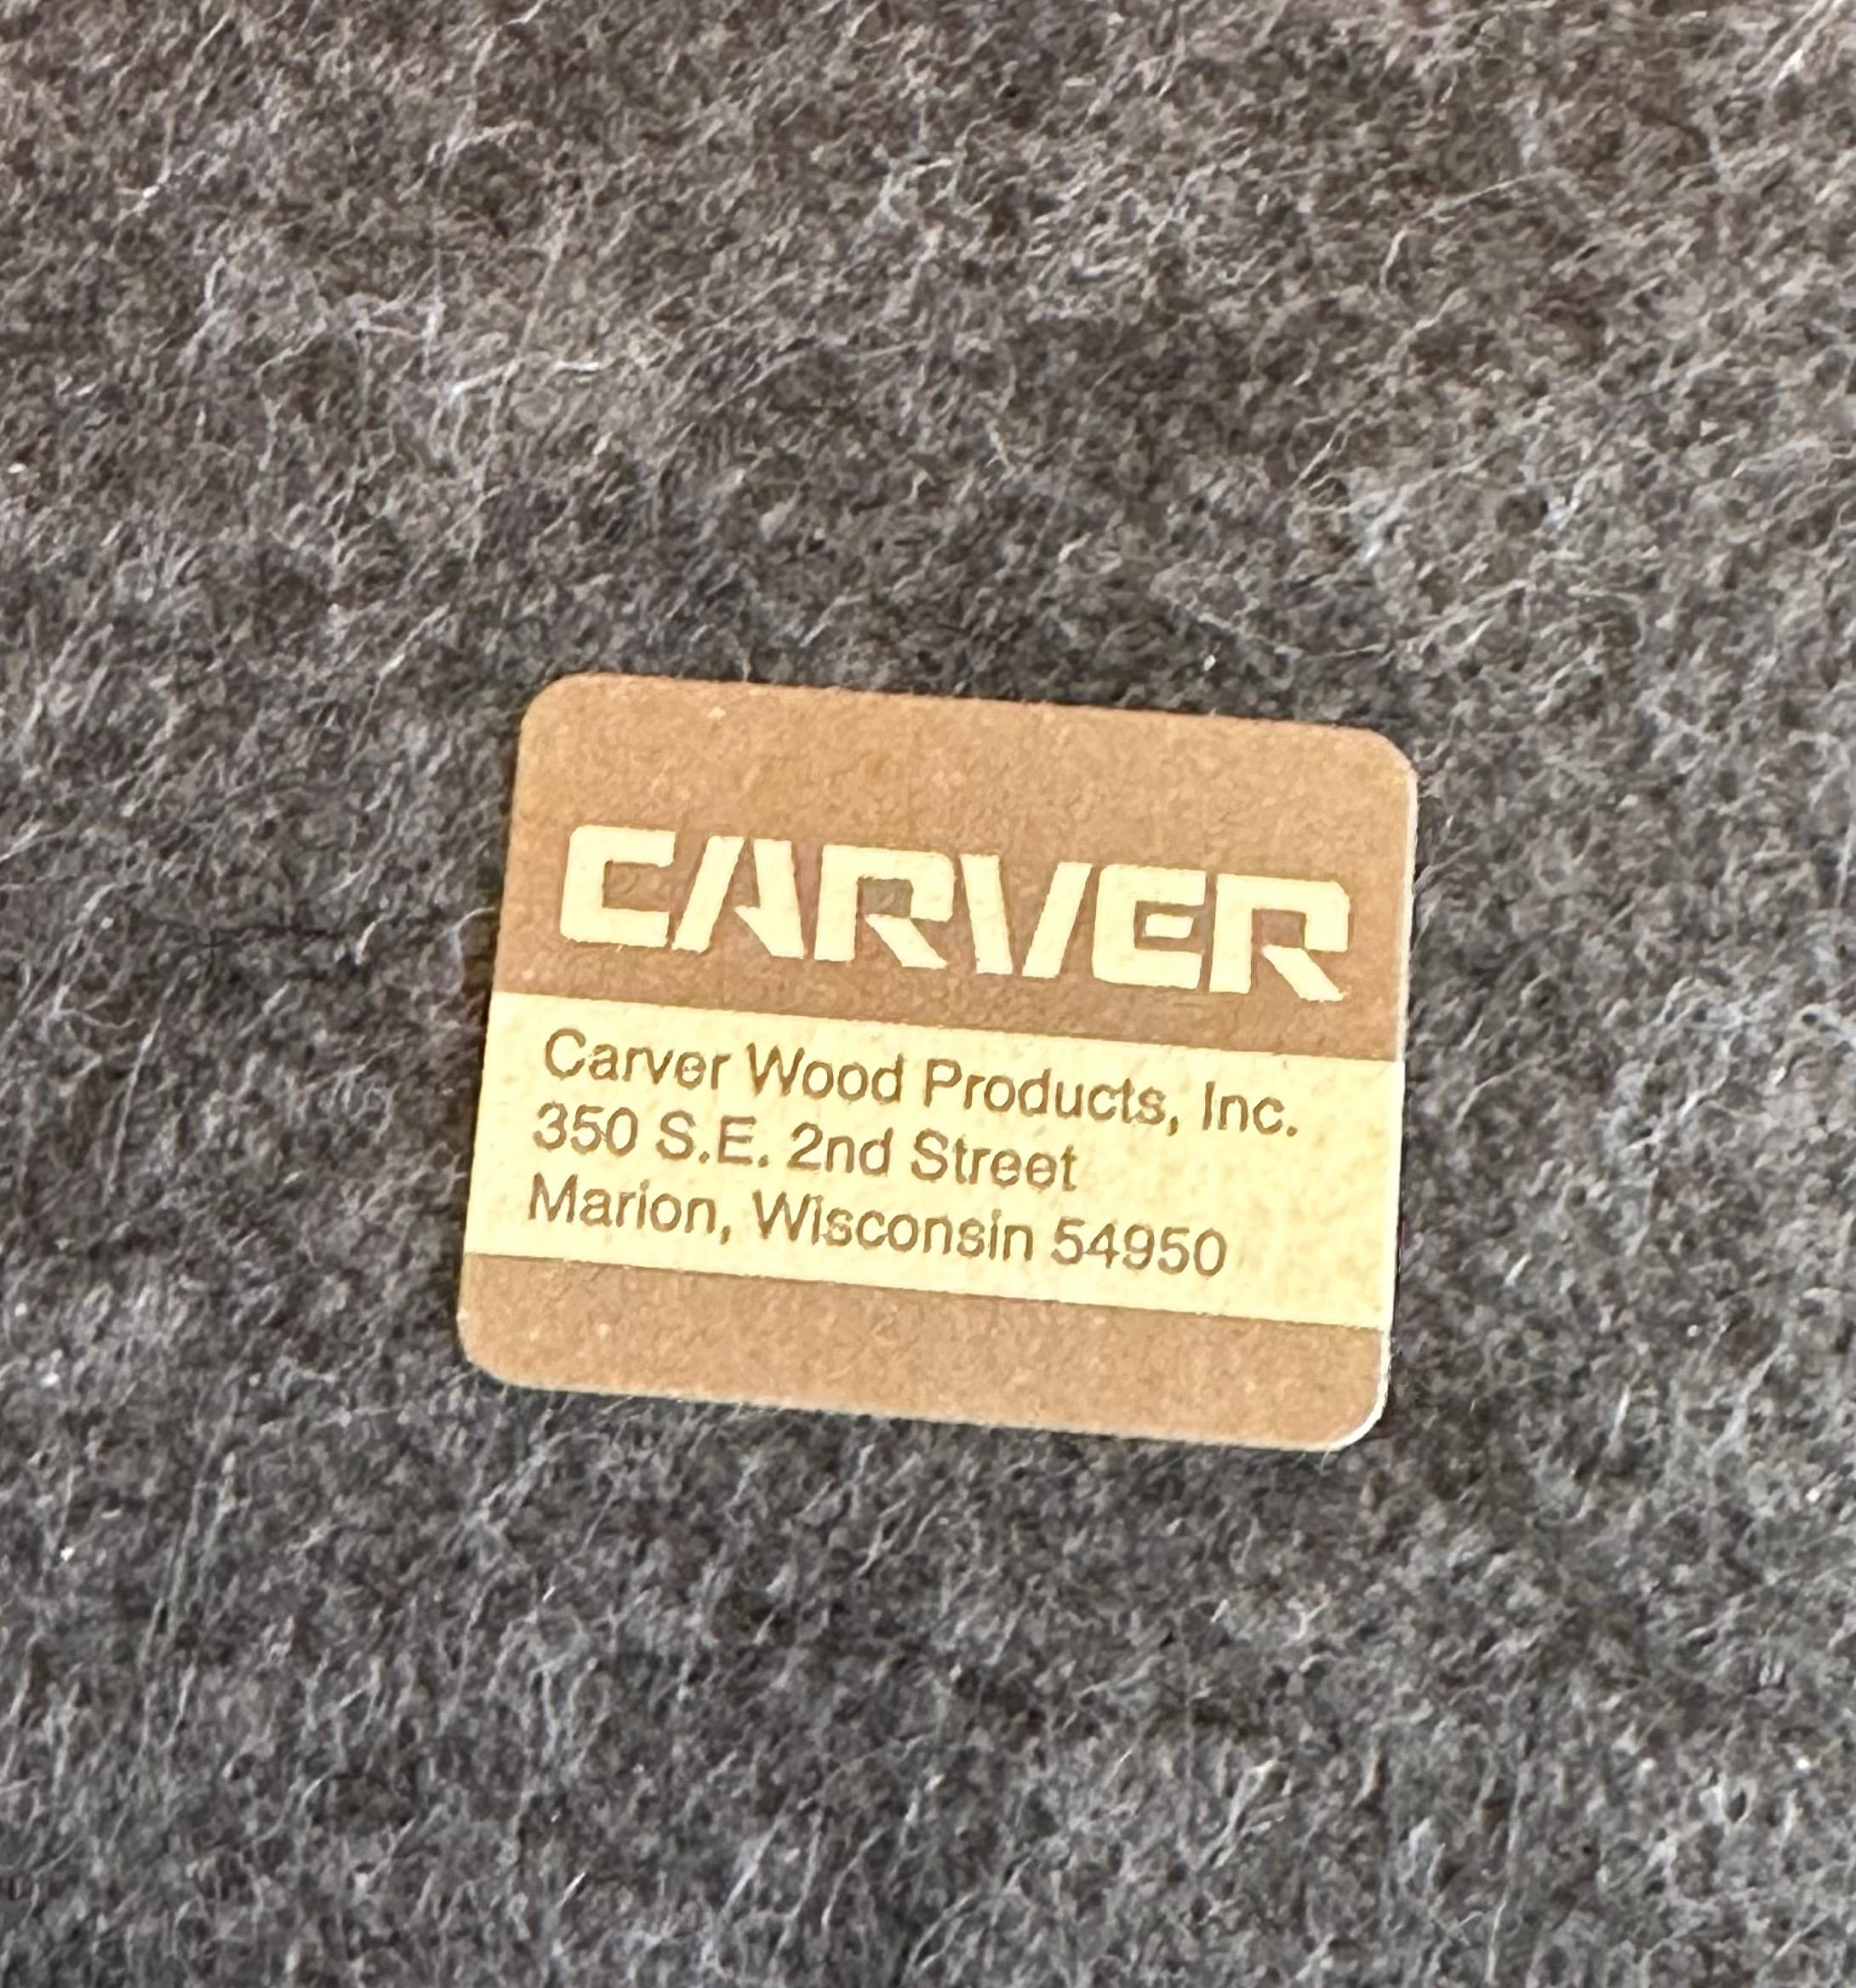 CARVER
Carver Wood Products, Inc.
350 S.E. 2nd Street
Marion, Wisconsin 54950